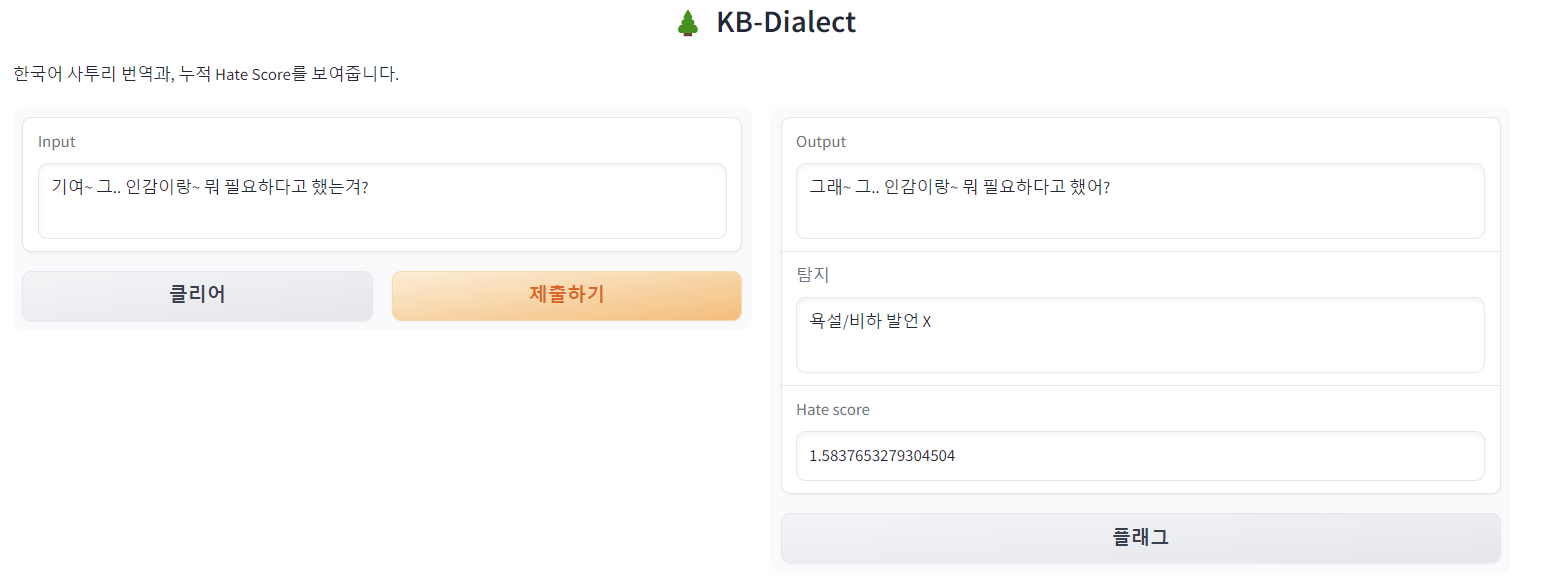 🌲 KB-Dialect
한국어 사투리 번역과, 누적 Hate Score를 보여줍니다.
Input
기여~ 그.. 인감이랑~ 뭐 필요하다고 했는겨?
클리어
제출하기
Output
그래~ 그.. 인감이랑~ 뭐 필요하다고 했어?
탐지
욕설/비하 발언 X
Hate score
1.5837653279304504
플래그